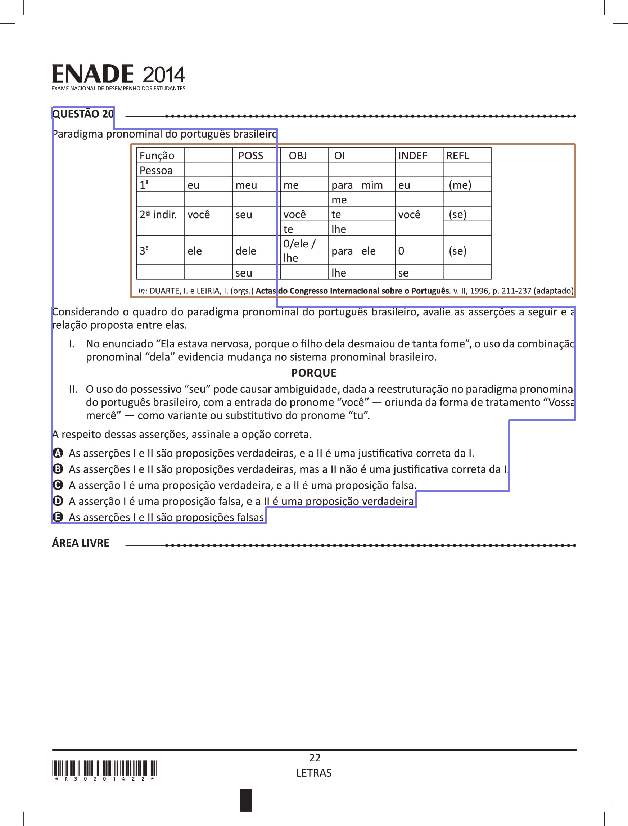 ENADE 2014
EXAME NACIONAL DE DESEMPENHO DOS ESTUDANTES
QUESTÃO 20
Paradigma pronominal do português brasileiro
Função POSS OBJ OI INDEF REFL
Pessoa
1ª eu meu me para mim eu (me)
me
2ª indir. você seu você te você (se)
te lhe
3ª ele dele 0/ele / lhe para ele 0 (se)
seu lhe se
In: DUARTE, I. e LEIRIA, I. (orgs.) Actas do Congresso Internacional sobre o Português. v. II, 1996, p. 211-237 (adaptado)
Considerando o quadro do paradigma pronominal do português brasileiro, avalie as asserções a seguir e a
relação proposta entre elas.
I. No enunciado “Ela estava nervosa, porque o filho dela desmaiou de tanta fome”, o uso da combinação
pronominal “dela” evidencia mudança no sistema pronominal brasileiro.
PORQUE
II. O uso do possessivo “seu” pode causar ambiguidade, dada a reestruturação no paradigma pronominal
do português brasileiro, com a entrada do pronome “você” — oriunda da forma de tratamento “Vossa
mercê” — como variante ou substitutivo do pronome “tu”.
A respeito dessas asserções, assinale a opção correta.
A As asserções I e II são proposições verdadeiras, e a II é uma justificativa correta da I.
B As asserções I e II são proposições verdadeiras, mas a II não é uma justificativa correta da I.
C A asserção I é uma proposição verdadeira, e a II é uma proposição falsa.
D A asserção I é uma proposição falsa, e a II é uma proposição verdadeira.
E As asserções I e II são proposições falsas.
ÁREA LIVRE
22
LETRAS
*R3020142​2*